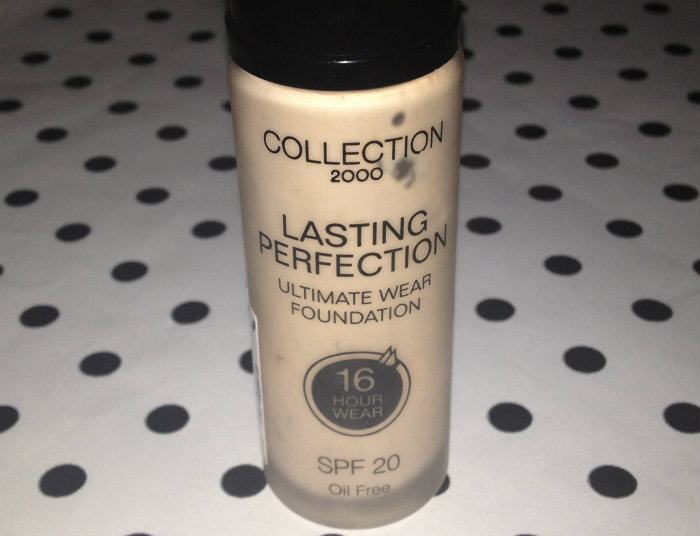 COLLECTION
2000
LASTING
PERFECTION
ULTIMATE WEAR
FOUNDATION
16
HOUR
WEAR
SPF 20
Oil Free